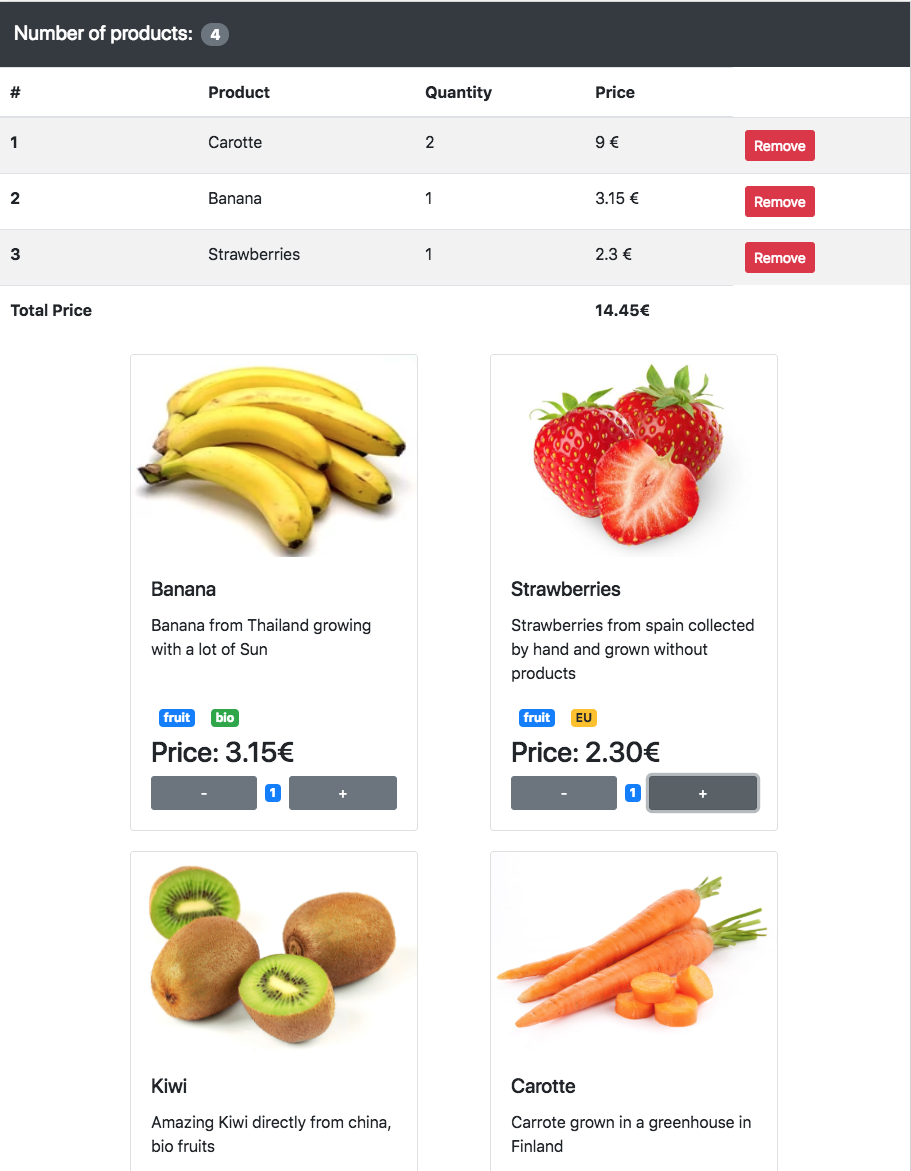 Number of products: 4
# Product Quantity Price
1 Carotte 2 9 € Remove
2 Banana 1 3.15 € Remove
3 Strawberries 1 2.3 € Remove
Total Price 14.45€
Banana
Banana from Thailand growing
with a lot of Sun
fruit bio
Price: 3.15€
- 1 +
Strawberries
Strawberries from spain collected
by hand and grown without
products
fruit EU
Price: 2.30€
- 1 +
Kiwi
Amazing Kiwi directly from china,
bio fruits
Carotte
Carrote grown in a greenhouse in
Finland